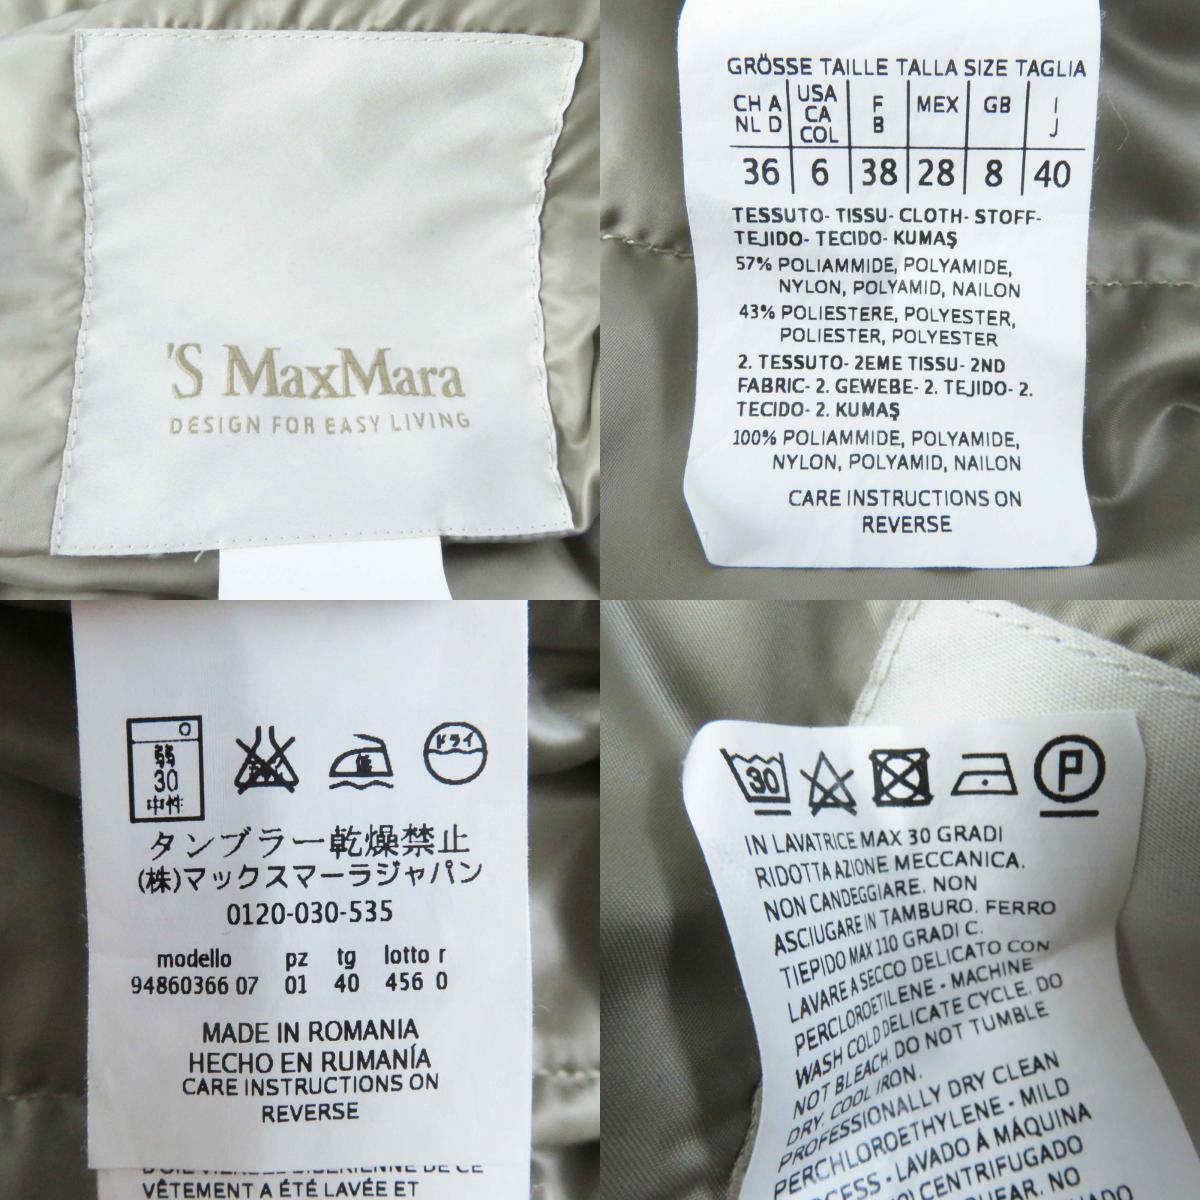 'S MaxMara
DESIGN FOR EASY LIVING
GRÖSSE TAILLE TALLA SIZE TAGLIA
CH A NL D | USA CA COL | F B | MEX | GB | I J
36 | 6 | 38 | 28 | 8 | 40
TESSUTO- TISSU- CLOTH- STOFF-
TEJIDO- TECIDO- KUMAŞ
57% POLIAMMIDE, POLYAMIDE,
NYLON, POLYAMID, NAILON
43% POLIESTERE, POLYESTER,
POLIESTER, POLYESTER
2. TESSUTO- 2EME TISSU- 2ND
FABRIC- 2. GEWEBE- 2. TEJIDO- 2.
TECIDO- 2. KUMAŞ
100% POLIAMMIDE, POLYAMIDE,
NYLON, POLYAMID, NAILON
CARE INSTRUCTIONS ON
REVERSE
弱
30
中性
低
ドライ
タンブラー乾燥禁止
(株)マックスマーラジャパン
0120-030-535
modello pz tg lotto r
94860366 07 01 40 456 0
MADE IN ROMANIA
HECHO EN RUMANÍA
CARE INSTRUCTIONS ON
REVERSE
VÊTEMENT A ÉTÉ LAVÉE ET
30 P
IN LAVATRICE MAX 30 GRADI
RIDOTTA AZIONE MECCANICA.
NON CANDEGGIARE. NON
ASCIUGARE IN TAMBURO. FERRO
TIEPIDO MAX 110 GRADI C.
LAVARE A SECCO DELICATO CON
PERCLOROETILENE - MACHINE
WASH COLD DELICATE CYCLE. DO
NOT BLEACH. DO NOT TUMBLE
DRY. COOL IRON.
PROFESSIONALLY DRY CLEAN
PERCHLOROETHYLENE - MILD
PROCESS - LAVADO A MÁQUINA
CENTRIFUGADO
NO